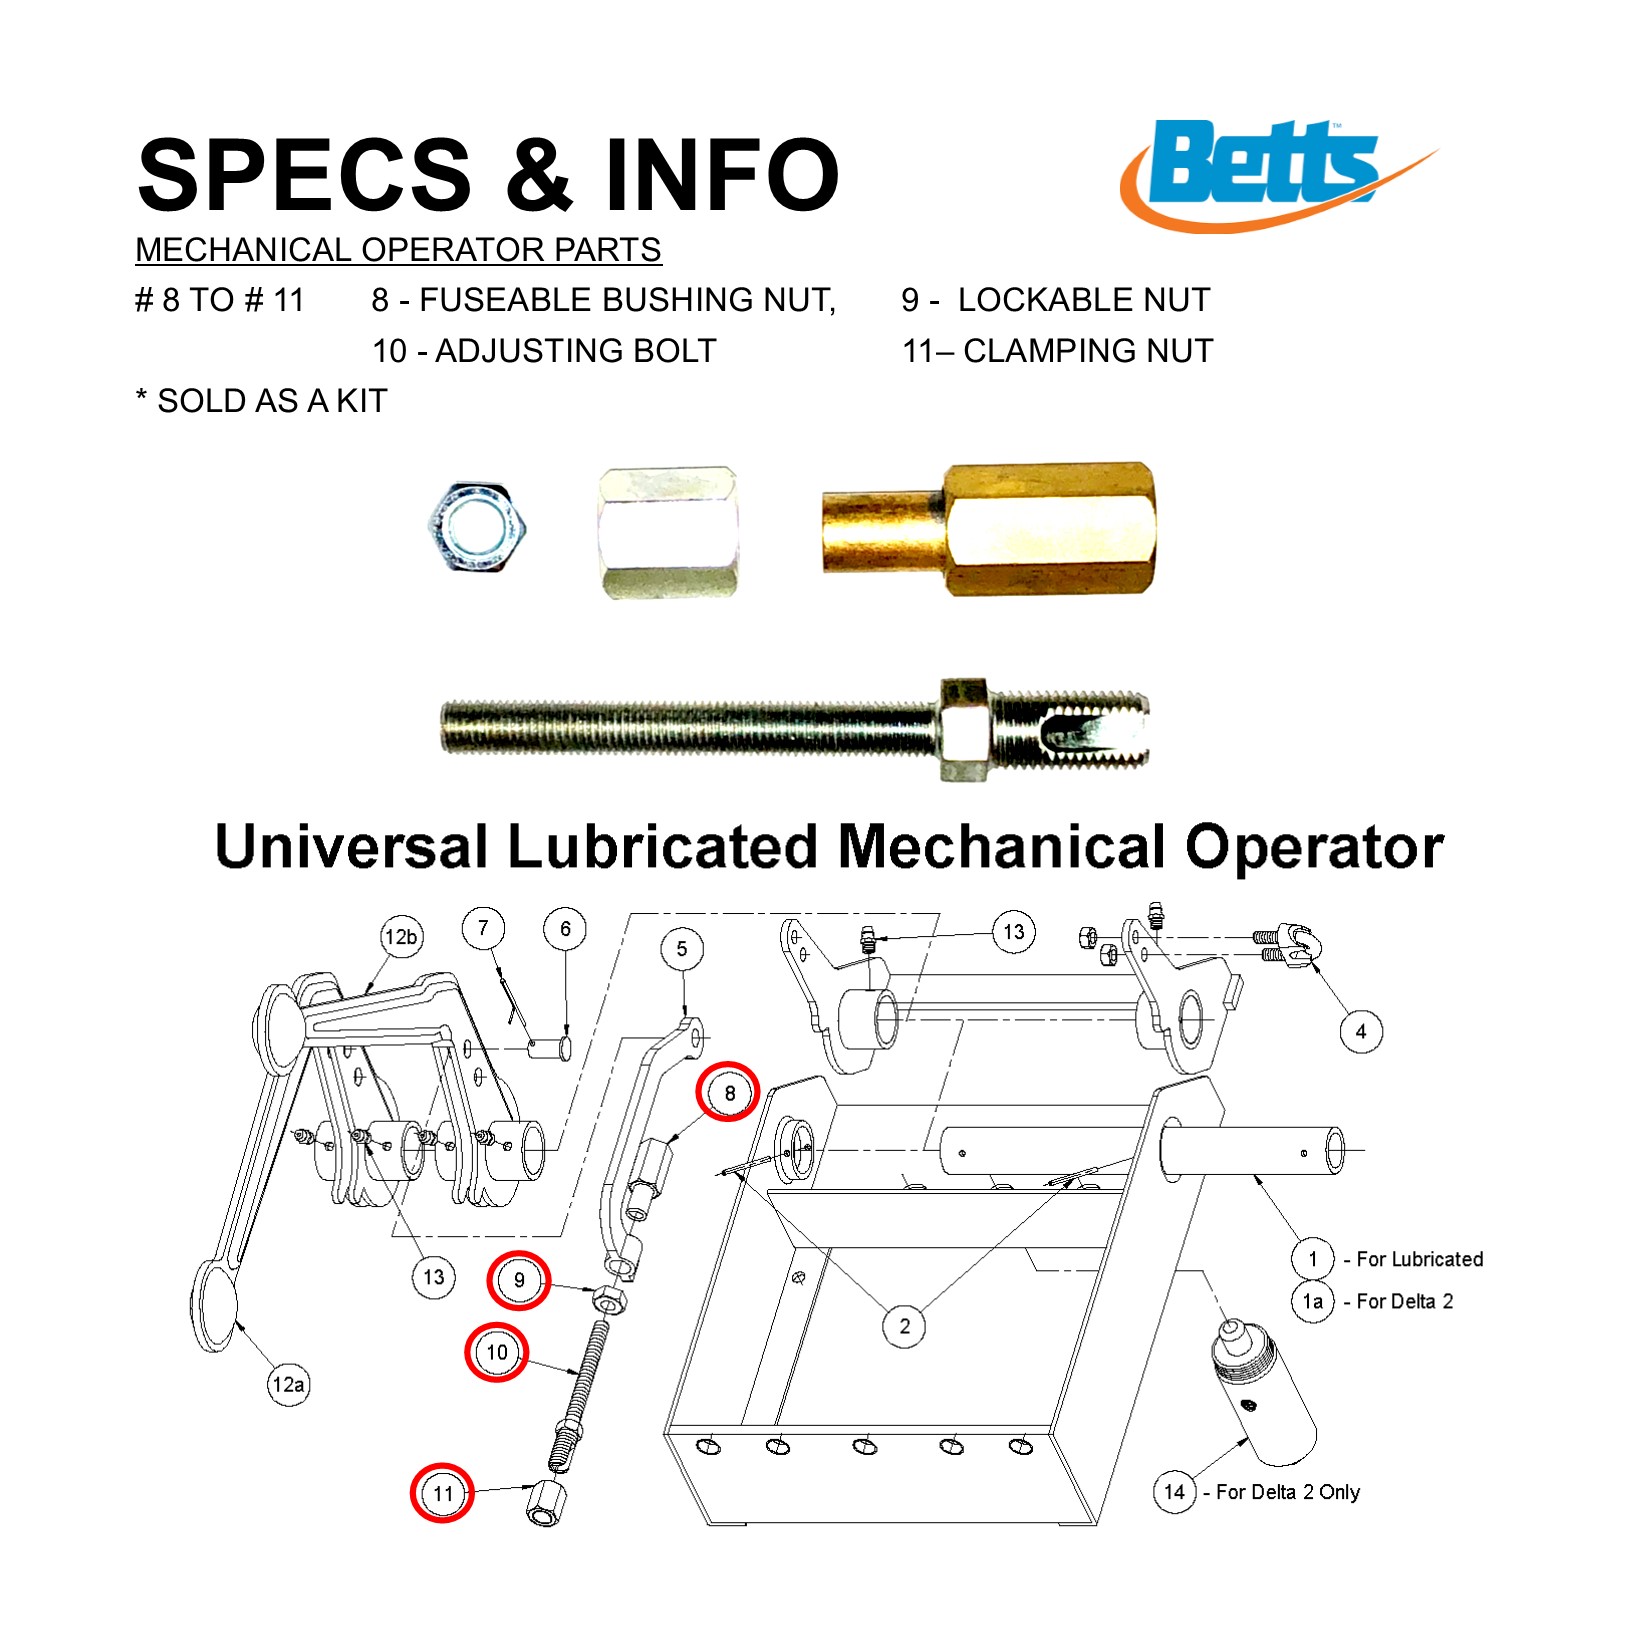 SPECS & INFO
Betts™
MECHANICAL OPERATOR PARTS
# 8 TO # 11 8 - FUSEABLE BUSHING NUT, 9 - LOCKABLE NUT
10 - ADJUSTING BOLT 11– CLAMPING NUT
* SOLD AS A KIT
Universal Lubricated Mechanical Operator
12b
7
6
5
13
4
8
13
9
10
12a
11
2
1 - For Lubricated
1a - For Delta 2
14 - For Delta 2 Only